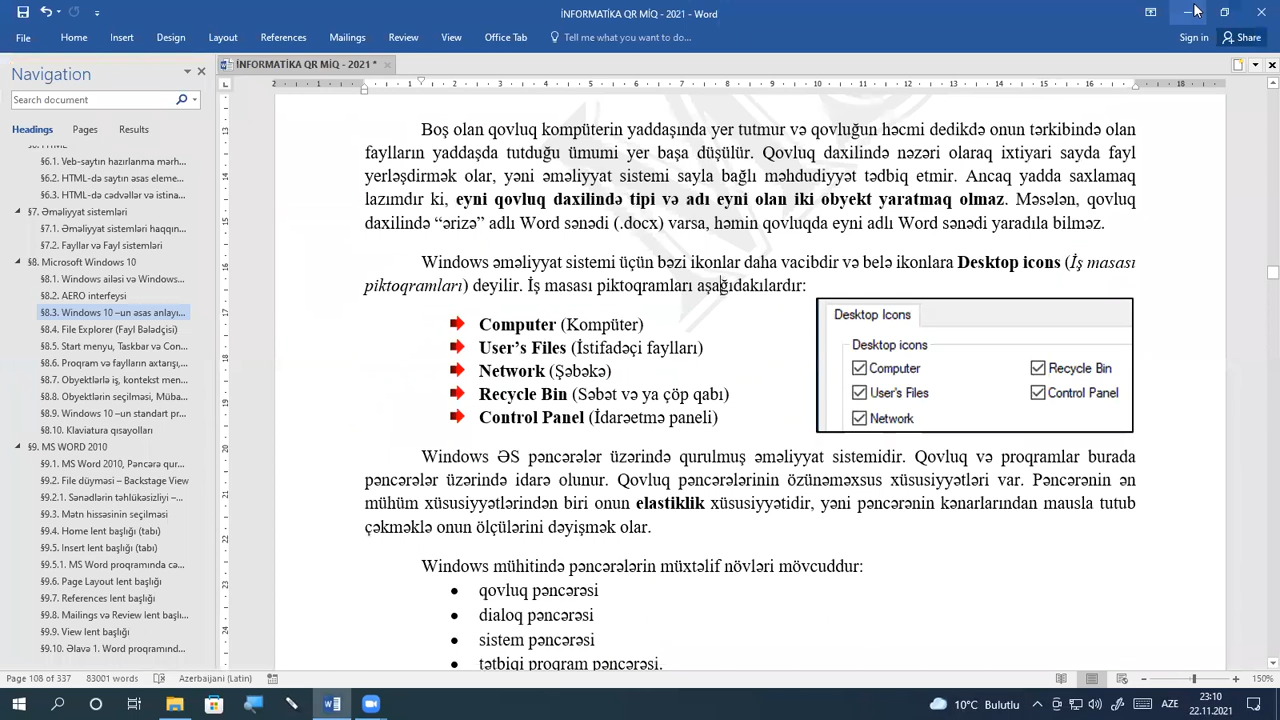 İNFORMATİKA QR MİQ - 2021 - Word
File Home Insert Design Layout References Mailings Review View Developer Office Tab Tell me what you want to do... Sign in Share
İNFORMATİKA QR MİQ - 2021 *
Navigation
Search document
Headings Pages Results
§6.1. Veb-saytın hazırlanma mərh...
§6.2. HTML-də saytın əsas eleme...
§6.3. HTML-də cədvəllər və istina...
§7. Əməliyyat sistemləri
§7.1. Əməliyyat sistemləri haqqın...
§7.2. Fayllar və Fayl sistemləri
§8. Microsoft Windows 10
§8.1. Windows ailəsi və Windows...
§8.2. AERO interfeysi
§8.3. Windows 10 –un əsas anlayı...
§8.4. File Explorer (Fayl Bələdçisi)
§8.5. Start menyu, Taskbar və Con...
§8.6. Proqram və faylların axtarışı,...
§8.7. Obyektlərlə iş, kontekst men...
§8.8. Obyektlərin seçilməsi, Müba...
§8.9. Windows 10 –un standart pr...
§8.10. Klaviatura qısayolları
§9. MS WORD 2010
§9.1. MS Word 2010, Pəncərə qur...
§9.2. File düyməsi – Backstage View
§9.2.1. Sənədlərin təhlükəsizliyi –...
§9.3. Mətn hissəsinin seçilməsi
§9.4. Home lent başlığı (tabı)
§9.5. Insert lent başlığı (tabı)
§9.5.1. MS Word proqramında cə...
§9.6. Page Layout lent başlığı
§9.7. References lent başlığı
§9.8. Mailings və Review lent başlığı
§9.9. View lent başlığı
§9.10. Əlavə 1. Word proqramınd...
Boş olan qovluq kompüterin yaddaşında yer tutmur və qovluğun həcmi dedikdə onun tərkibində olan
faylların yaddaşda tutduğu ümumi yer başa düşülür. Qovluq daxilində nəzəri olaraq ixtiyari sayda fayl
yerləşdirmək olar, yəni əməliyyat sistemi sayla bağlı məhdudiyyət tədbiq etmir. Ancaq yadda saxlamaq
lazımdır ki, eyni qovluq daxilində tipi və adı eyni olan iki obyekt yaratmaq olmaz. Məsələn, qovluq
daxilində “ərizə” adlı Word sənədi (.docx) varsa, həmin qovluqda eyni adlı Word sənədi yaradıla bilməz.
Windows əməliyyat sistemi üçün bəzi ikonlar daha vacibdir və belə ikonlara Desktop icons (İş masası
piktoqramları) deyilir. İş masası piktoqramları aşağıdakılardır:
Computer (Kompüter)
User’s Files (İstifadəçi faylları)
Network (Şəbəkə)
Recycle Bin (Səbət və ya çöp qabı)
Control Panel (İdarəetmə paneli)
Desktop Icons
Desktop icons
Computer Recycle Bin
User's Files Control Panel
Network
Windows ƏS pəncərələr üzərində qurulmuş əməliyyat sistemidir. Qovluq və proqramlar burada
pəncərələr üzərində idarə olunur. Qovluq pəncərələrinin özünəməxsus xüsusiyyətləri var. Pəncərənin ən
mühüm xüsusiyyətlərindən biri onun elastiklik xüsusiyyətidir, yəni pəncərənin kənarlarından mausla tutub
çəkməklə onun ölçülərini dəyişmək olar.
Windows mühitində pəncərələrin müxtəlif növləri mövcuddur:
• qovluq pəncərəsi
• dialoq pəncərəsi
• sistem pəncərəsi
• tətbiqi proqram pəncərəsi.
Page 108 of 337 83001 words Azerbaijani (Latin) 150%
10°C Bulutlu AZE 23:10
22.11.2021